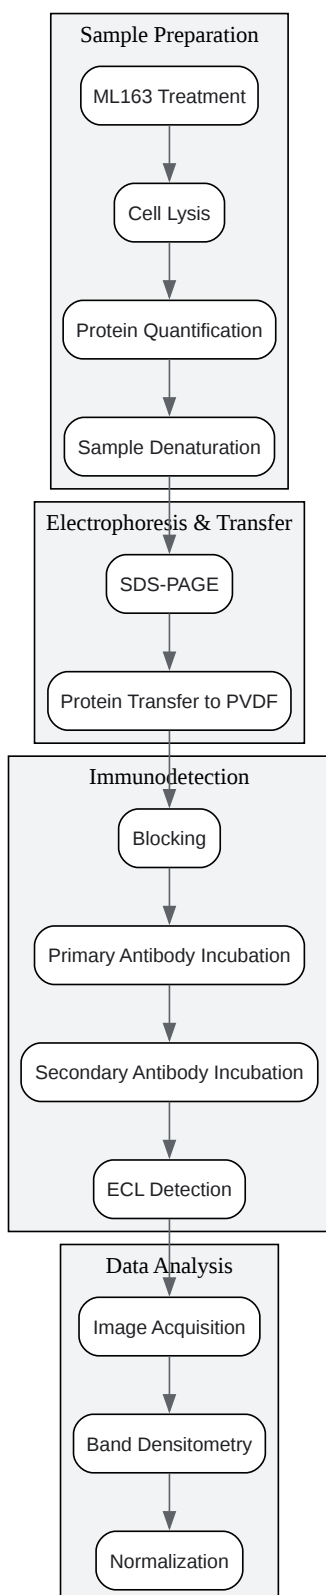 Sample Preparation
ML163 Treatment
Cell Lysis
Protein Quantification
Sample Denaturation
Electrophoresis & Transfer
SDS-PAGE
Protein Transfer to PVDF
Immunodetection
Blocking
Primary Antibody Incubation
Secondary Antibody Incubation
ECL Detection
Data Analysis
Image Acquisition
Band Densitometry
Normalization